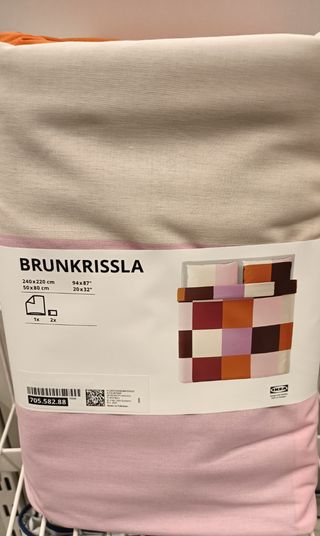 BRUNKRISSLA
240x220 cm 94x87"
50x80 cm 20x32"
1x 2x
705.582.88
IKEA